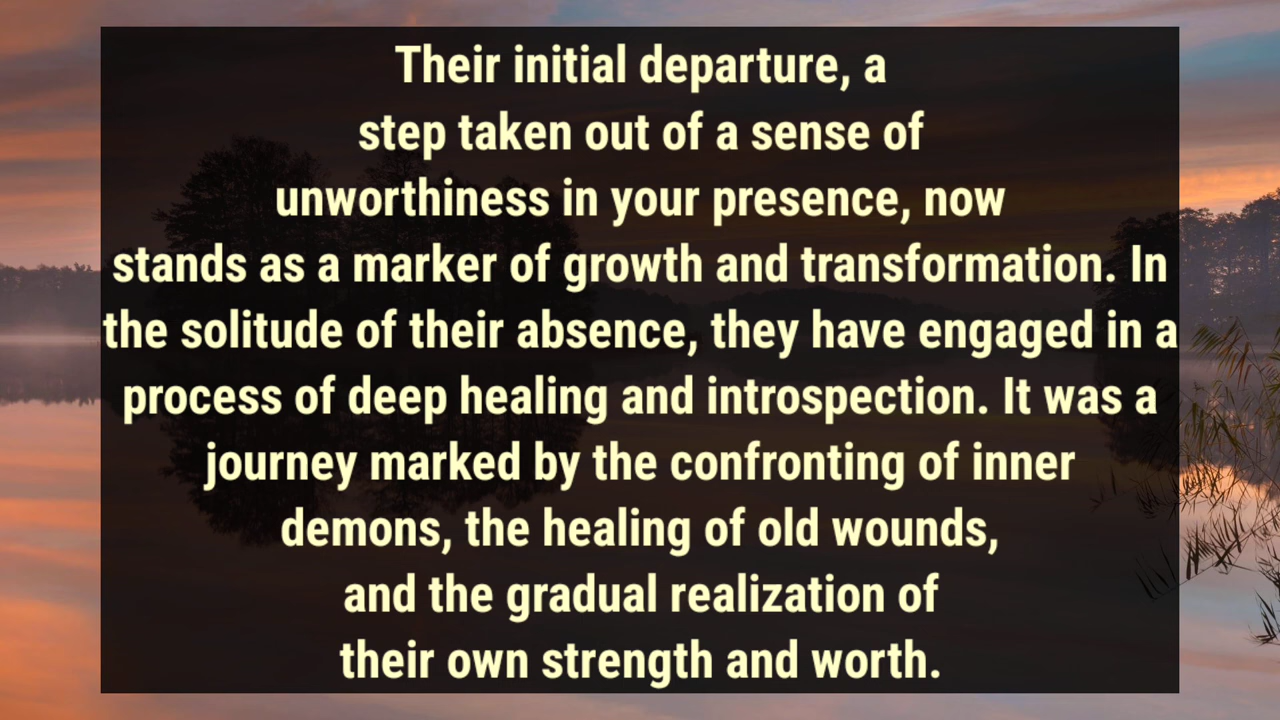 Their initial departure, a
step taken out of a sense of
unworthiness in your presence, now
stands as a marker of growth and transformation. In
the solitude of their absence, they have engaged in a
process of deep healing and introspection. It was a
journey marked by the confronting of inner
demons, the healing of old wounds,
and the gradual realization of
their own strength and worth.